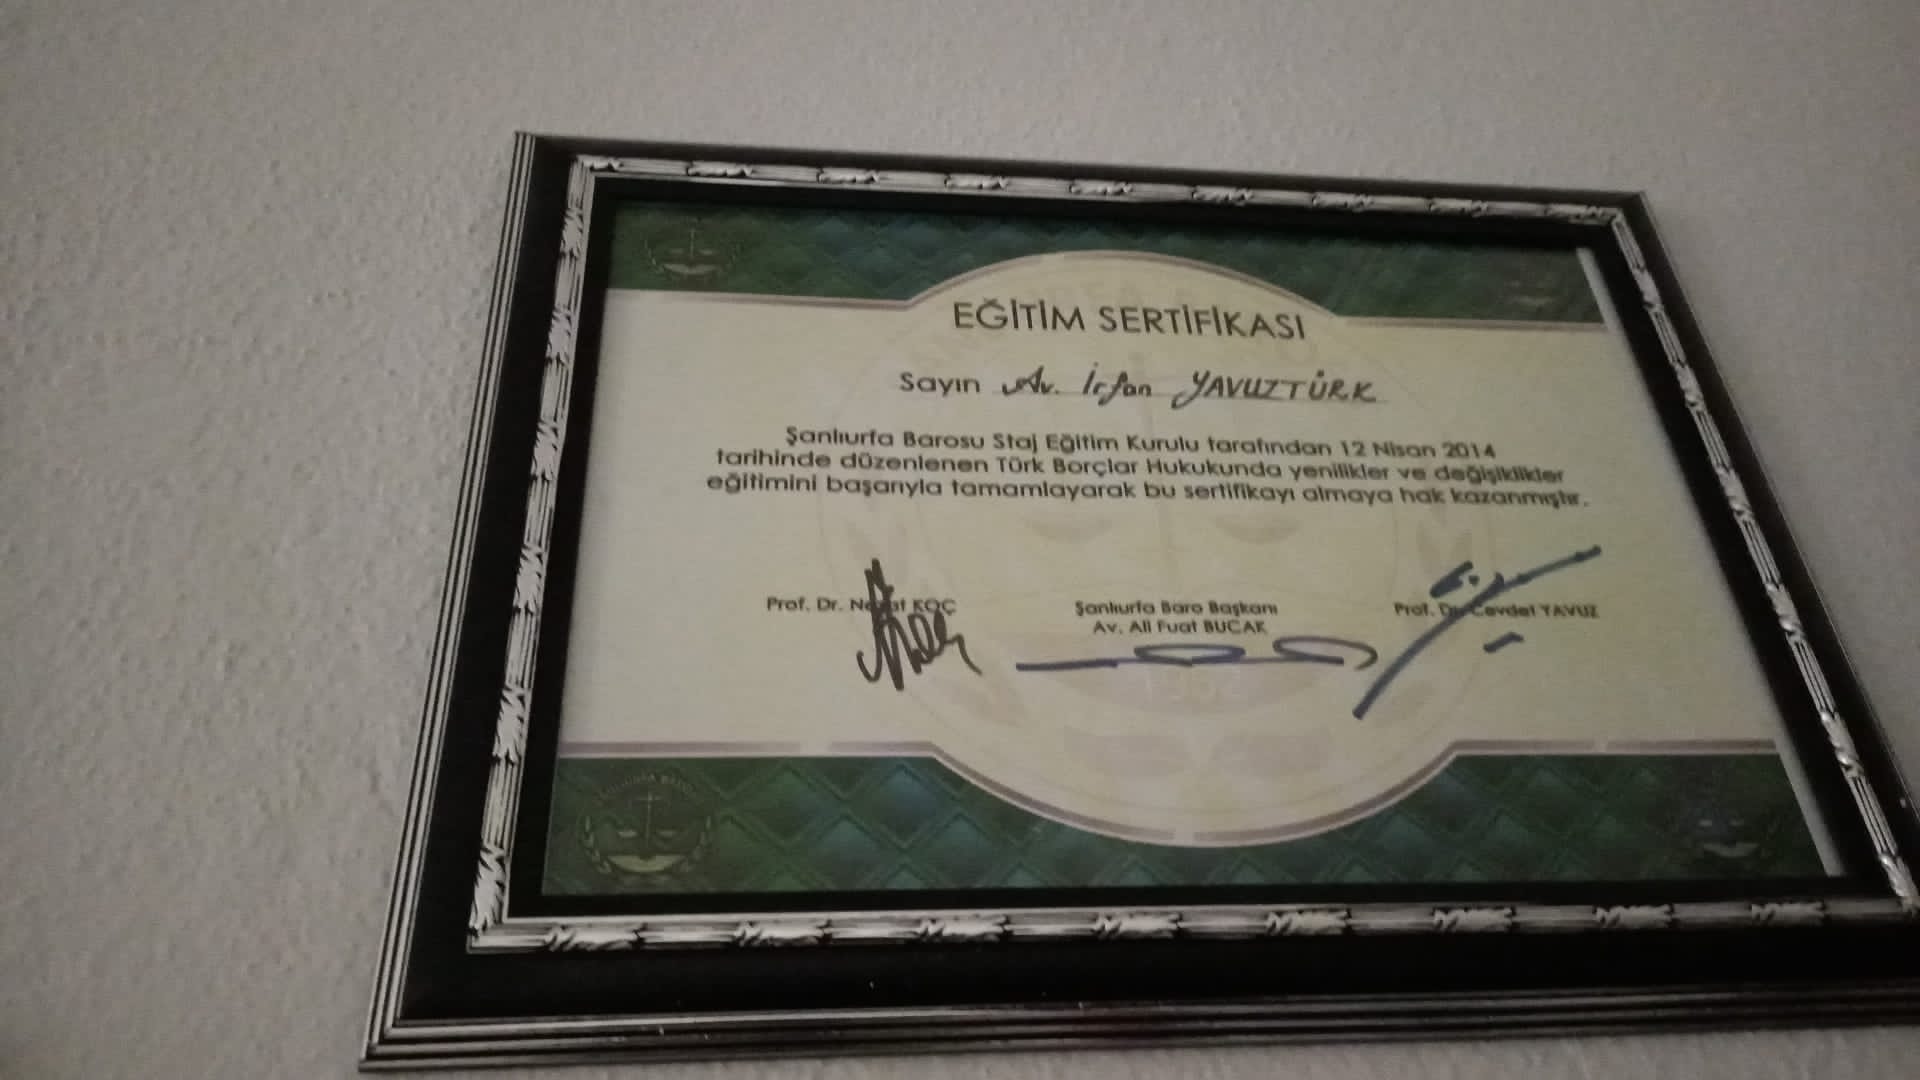 EĞİTİM SERTİFİKASI
Sayın Av. İrfan YAVUZTÜRK
Şanlıurfa Barosu Staj Eğitim Kurulu tarafından 12 Nisan 2014
tarihinde düzenlenen Türk Borçlar Hukukunda yenilikler ve değişiklikler
eğitimini başarıyla tamamlayarak bu sertifikayı almaya hak kazanmıştır.
Prof. Dr. KOÇ
Şanlıurfa Baro Başkanı
Av. Ali Fuat BUCAK
Prof. Dr. Cevdet YAVUZ